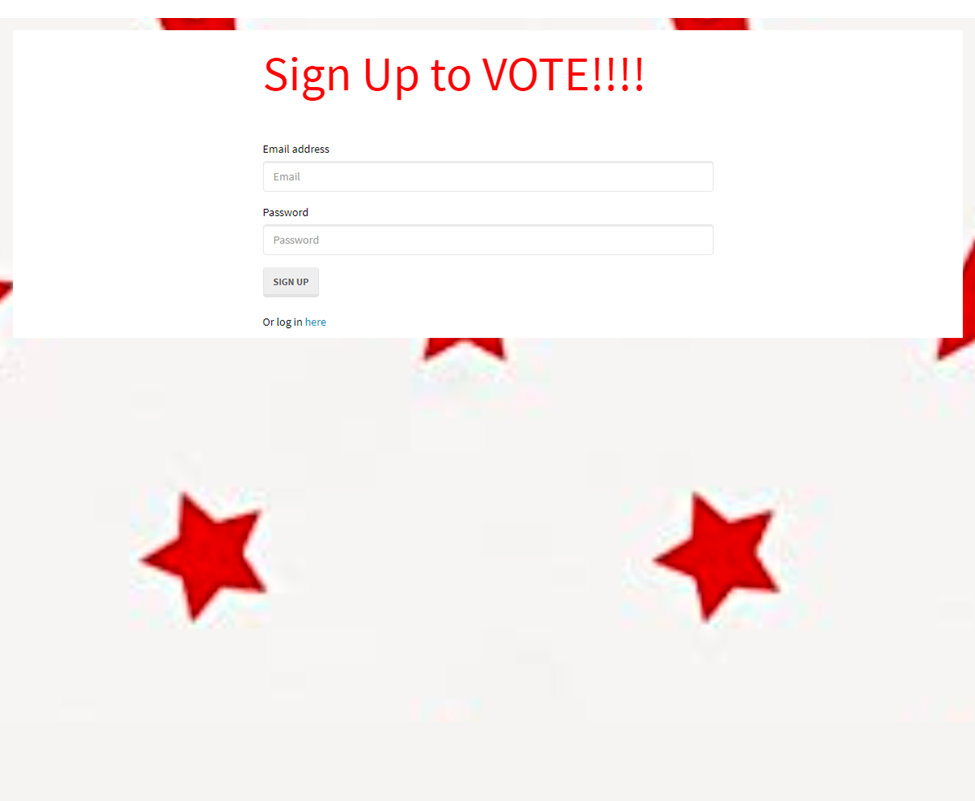 Sign Up to VOTE!!!!
Email address
Email
Password
Password
SIGN UP
Or log in here